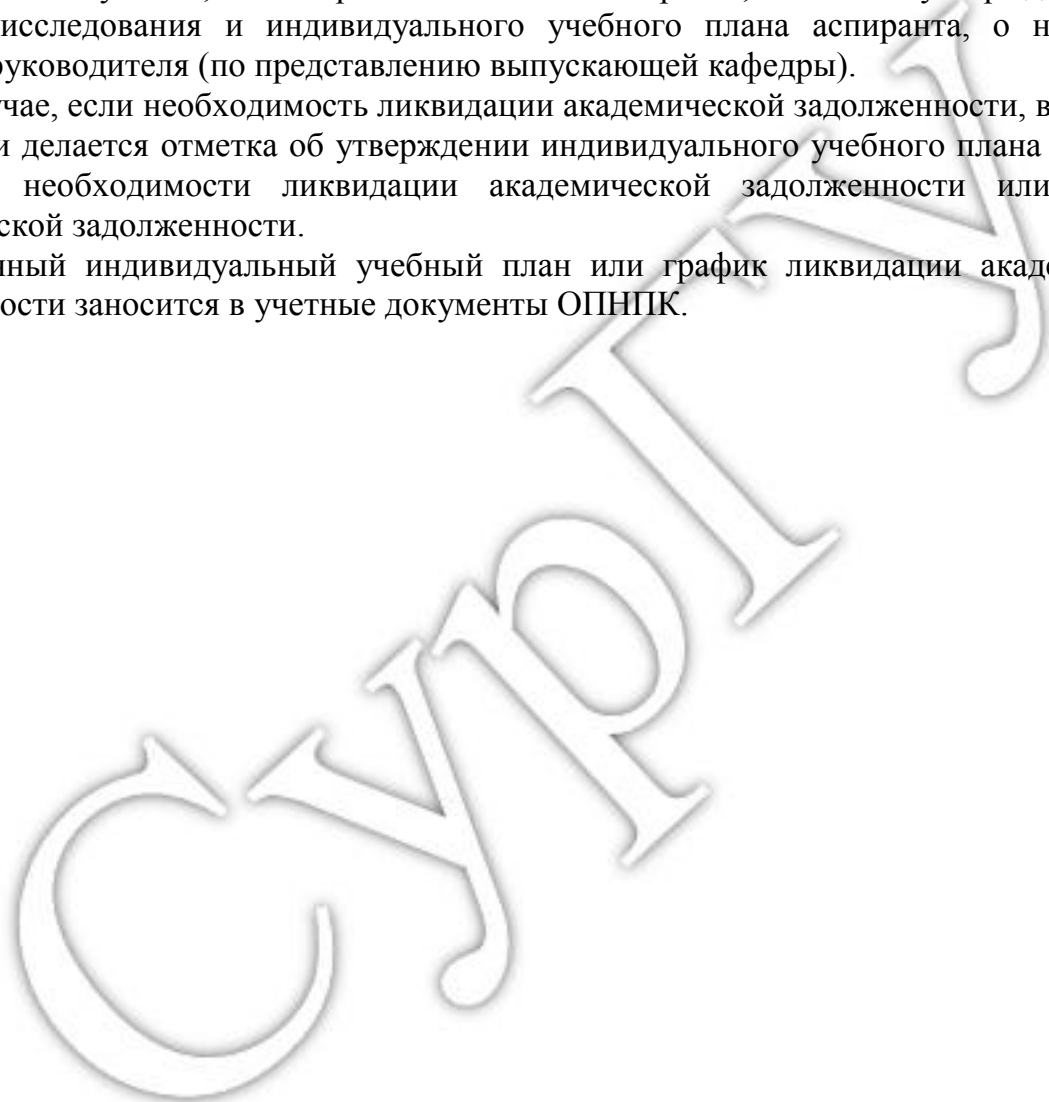 исследования и индивидуального учебного плана аспиранта, о н
руководителя (по представлению выпускающей кафедры).
учае, если необходимость ликвидации академической задолженности, в
и делается отметка об утверждении индивидуального учебного плана
необходимости ликвидации академической задолженности или
ской задолженности.
нный индивидуальный учебный план или график ликвидации акад
ости заносится в учетные документы ОПНПК.
СурГУ